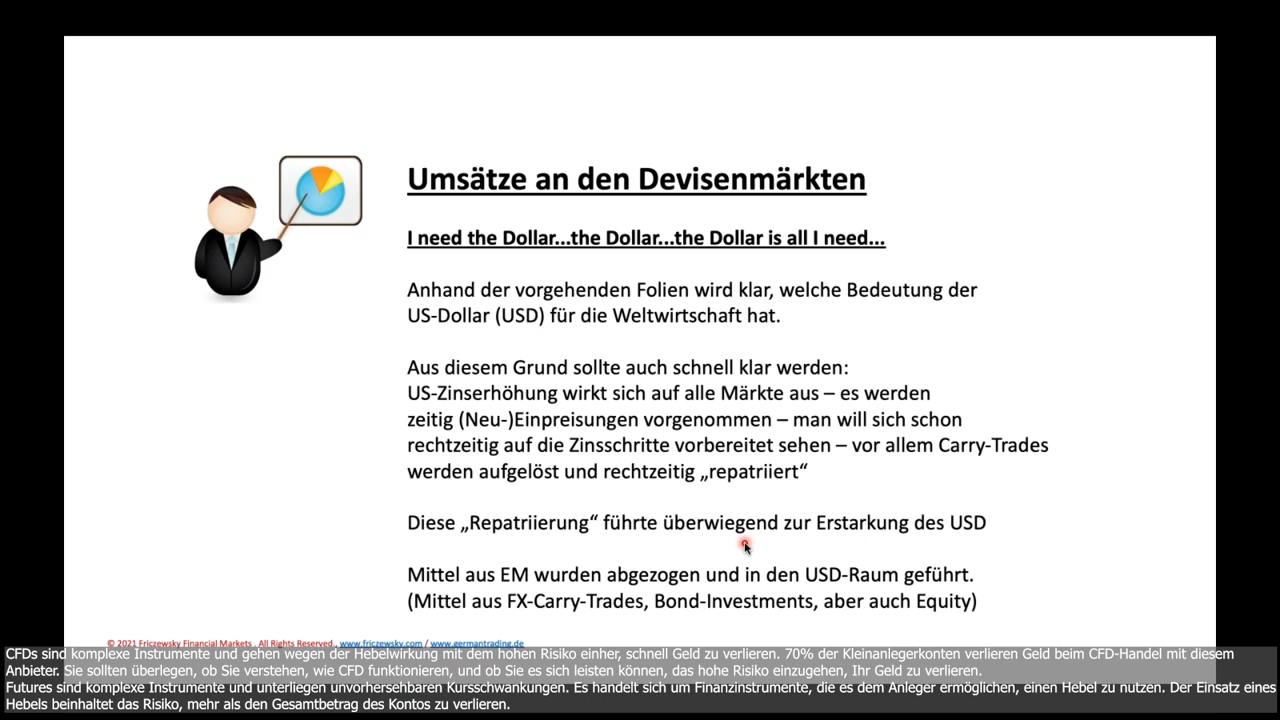 Umsätze an den Devisenmärkten
I need the Dollar...the Dollar...the Dollar is all I need...
Anhand der vorgehenden Folien wird klar, welche Bedeutung der
US-Dollar (USD) für die Weltwirtschaft hat.
Aus diesem Grund sollte auch schnell klar werden:
US-Zinserhöhung wirkt sich auf alle Märkte aus – es werden
zeitig (Neu-)Einpreisungen vorgenommen – man will sich schon
rechtzeitig auf die Zinsschritte vorbereitet sehen – vor allem Carry-Trades
werden aufgelöst und rechtzeitig „repatriiert“
Diese „Repatriierung“ führte überwiegend zur Erstarkung des USD
Mittel aus EM wurden abgezogen und in den USD-Raum geführt.
(Mittel aus FX-Carry-Trades, Bond-Investments, aber auch Equity)
© 2021 Friczewsky Financial Markets . All Rights Reserved . www.friczewsky.com / www.germantrading.de
CFDs sind komplexe Instrumente und gehen wegen der Hebelwirkung mit dem hohen Risiko einher, schnell Geld zu verlieren. 70% der Kleinanlegerkonten verlieren Geld beim CFD-Handel mit diesem
Anbieter. Sie sollten überlegen, ob Sie verstehen, wie CFD funktionieren, und ob Sie es sich leisten können, das hohe Risiko einzugehen, Ihr Geld zu verlieren.
Futures sind komplexe Instrumente und unterliegen unvorhersehbaren Kursschwankungen. Es handelt sich um Finanzinstrumente, die es dem Anleger ermöglichen, einen Hebel zu nutzen. Der Einsatz eines
Hebels beinhaltet das Risiko, mehr als den Gesamtbetrag des Kontos zu verlieren.